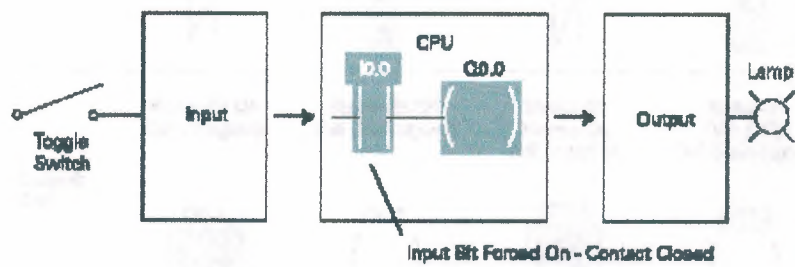 CPU
I0.0
Q0.0
Lamp
Input
Output
Toggle
Switch
Input Bit Forced On - Contact Closed